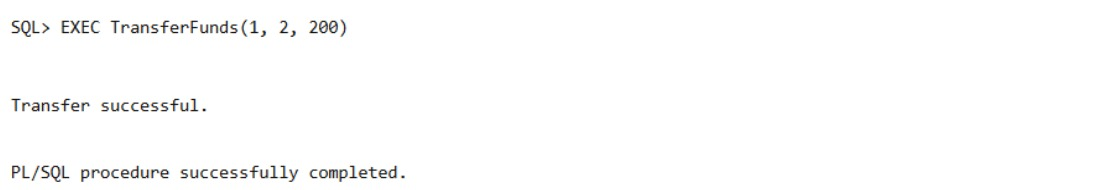 SQL> EXEC TransferFunds(1, 2, 200)
Transfer successful.
PL/SQL procedure successfully completed.